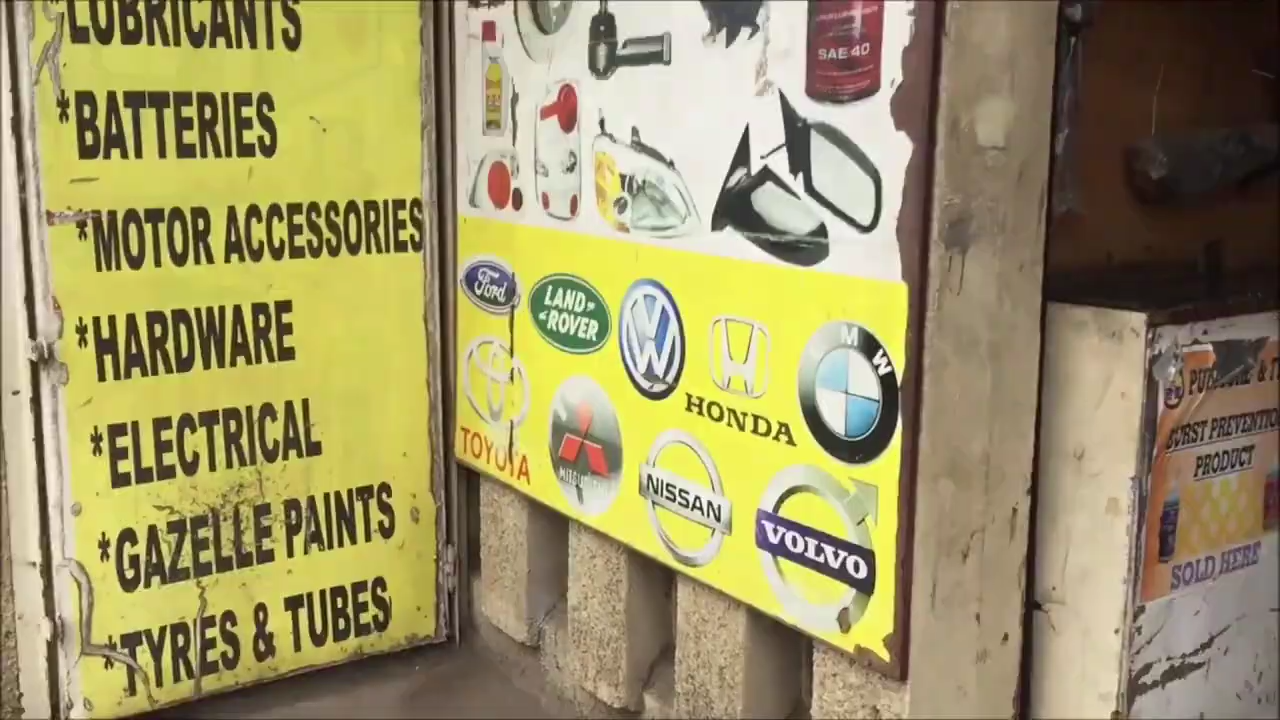 *LUBRICANTS
*BATTERIES
*MOTOR ACCESSORIES
*HARDWARE
*ELECTRICAL
*GAZELLE PAINTS
*TYRES & TUBES
SAE 40
Ford
LAND-
-ROVER
HONDA
BMW
TOYOTA
NISSAN
VOLVO
BURST PREVENTION
PRODUCT
SOLD HERE